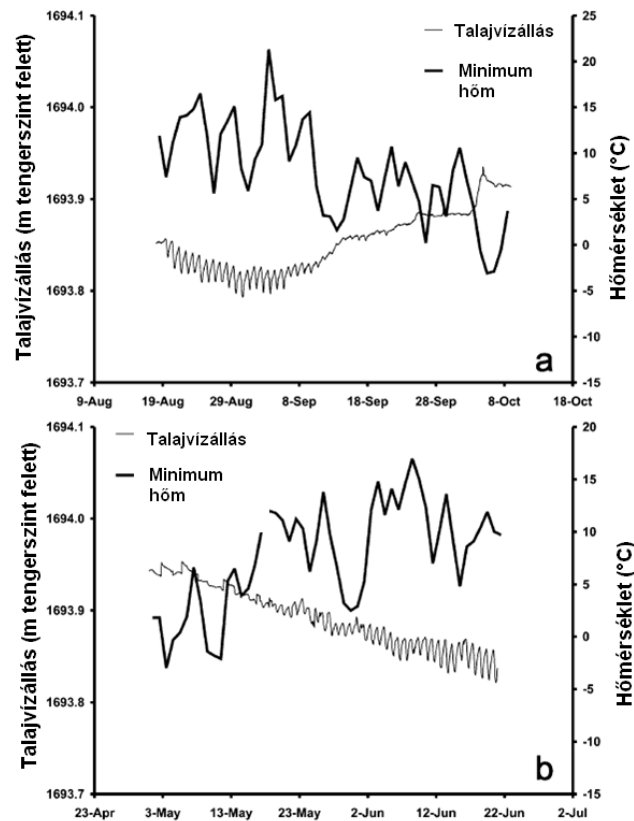 1694.1
1694.0
1693.9
1693.8
1693.7
Talajvízállás (m tengerszint felett)
25
20
15
10
5
0
-5
-10
-15
Hőmérséklet (°C)
Talajvízállás
Minimum
hőm
a
9-Aug 19-Aug 29-Aug 8-Sep 18-Sep 28-Sep 8-Oct 18-Oct
1694.1
1694.0
1693.9
1693.8
1693.7
Talajvízállás (m tengerszint felett)
20
15
10
5
0
-5
-10
-15
Hőmérséklet (°C)
Talajvízállás
Minimum
hőm
b
23-Apr 3-May 13-May 23-May 2-Jun 12-Jun 22-Jun 2-Jul